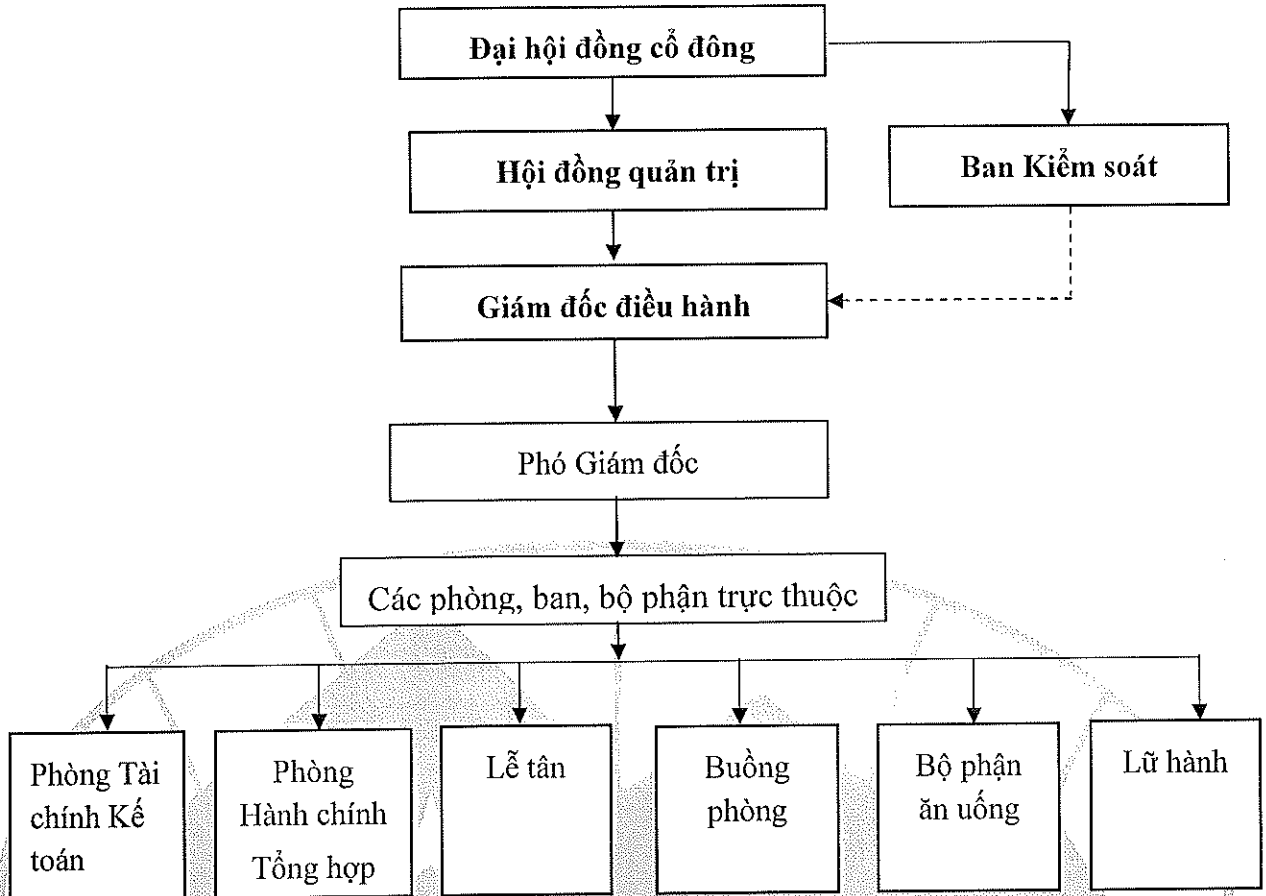 Đại hội đồng cổ đông
Hội đồng quản trị
Ban Kiểm soát
Giám đốc điều hành
Phó Giám đốc
Các phòng, ban, bộ phận trực thuộc
Phòng Tài
chính Kế
toán
Phòng
Hành chính
Tổng hợp
Lễ tân
Buồng
phòng
Bộ phận
ăn uống
Lữ hành